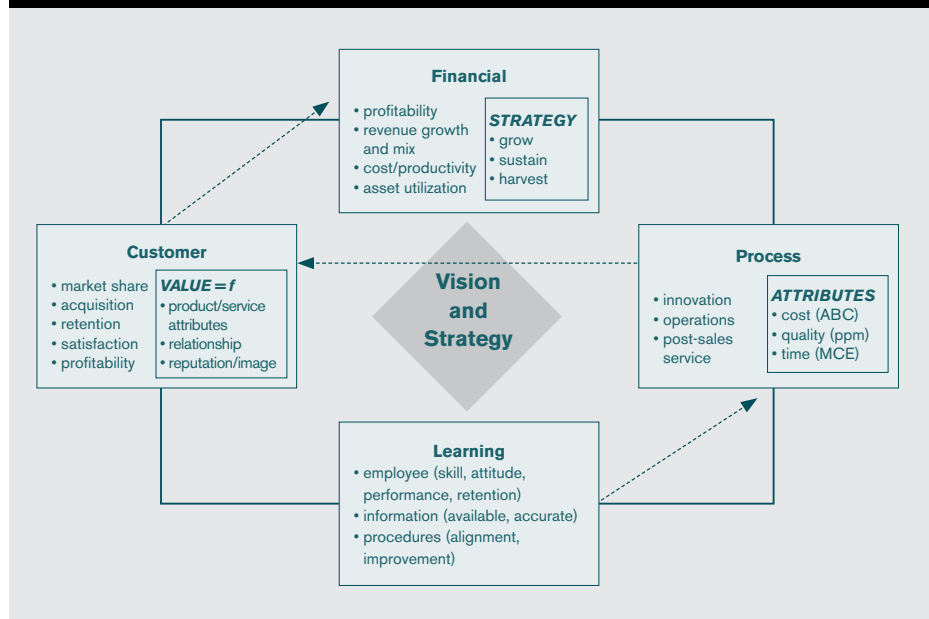 Financial
• profitability
• revenue growth
and mix
• cost/productivity
• asset utilization
STRATEGY
• grow
• sustain
• harvest
Customer
• market share
• acquisition
• retention
• satisfaction
• profitability
VALUE = f
• product/service
attributes
• relationship
• reputation/image
Vision
and
Strategy
Process
• innovation
• operations
• post-sales
service
ATTRIBUTES
• cost (ABC)
• quality (ppm)
• time (MCE)
Learning
• employee (skill, attitude,
performance, retention)
• information (available, accurate)
• procedures (alignment,
improvement)